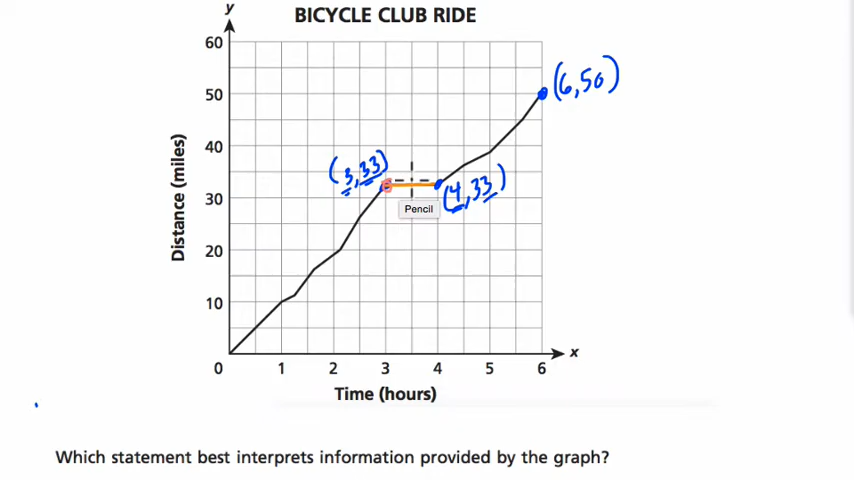 y
BICYCLE CLUB RIDE
60
50
(6,50)
40
(3,33)
(4,33)
30
Pencil
20
10
0
1 2 3 4 5 6
x
Distance (miles)
Time (hours)
Which statement best interprets information provided by the graph?